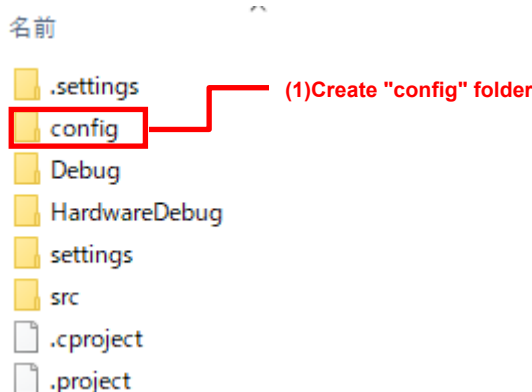 名前
.settings
(1)Create "config" folder
config
Debug
HardwareDebug
settings
src
.cproject
.project